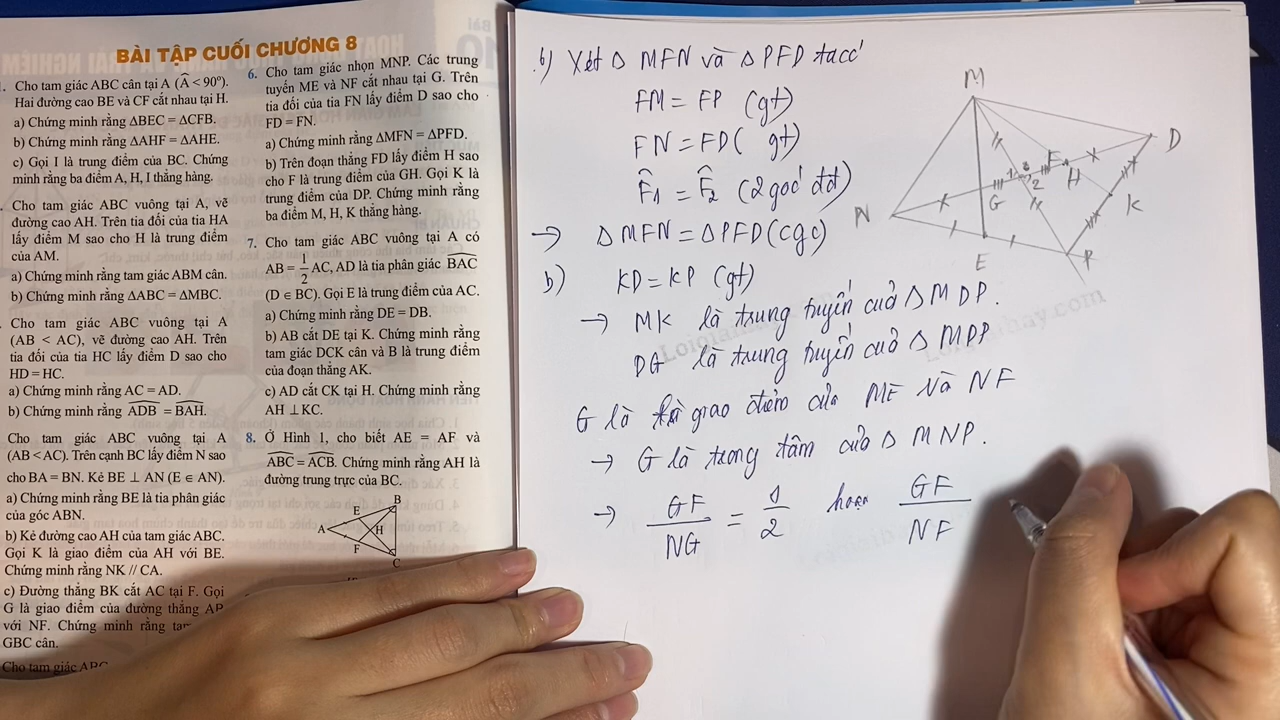 BÀI TẬP CUỐI CHƯƠNG 8
Cho tam giác ABC cân tại A (Â < 90°).
Hai đường cao BE và CF cắt nhau tại H.
a) Chứng minh rằng ΔBEC = ΔCFB.
b) Chứng minh rằng ΔAHF = ΔAHE.
c) Gọi I là trung điểm của BC. Chứng
minh rằng ba điểm A, H, I thẳng hàng.
Cho tam giác ABC vuông tại A, vẽ
đường cao AH. Trên tia đối của tia HA
lấy điểm M sao cho H là trung điểm
của AM.
a) Chứng minh rằng tam giác ABM cân.
b) Chứng minh rằng ΔABC = ΔMBC.
Cho tam giác ABC vuông tại A
(AB < AC), vẽ đường cao AH. Trên
tia đối của tia HC lấy điểm D sao cho
HD = HC.
a) Chứng minh rằng AC = AD.
b) Chứng minh rằng ADB = BAH.
Cho tam giác ABC vuông tại A
(AB < AC). Trên cạnh BC lấy điểm N sao
cho BA = BN. Kẻ BE ⊥ AN (E ∈ AN).
a) Chứng minh rằng BE là tia phân giác
của góc ABN.
b) Kẻ đường cao AH của tam giác ABC.
Gọi K là giao điểm của AH với BE.
Chứng minh rằng NK // CA.
c) Đường thẳng BK cắt AC tại F. Gọi
G là giao điểm của đường thẳng AB
với NF. Chứng minh rằng tam
GBC cân.
Cho tam giác ABC
6. Cho tam giác nhọn MNP. Các trung
tuyến ME và NF cắt nhau tại G. Trên
tia đối của tia FN lấy điểm D sao cho
FD = FN.
a) Chứng minh rằng ΔMFN = ΔPFD.
b) Trên đoạn thẳng FD lấy điểm H sao
cho F là trung điểm của GH. Gọi K là
trung điểm của DP. Chứng minh rằng
ba điểm M, H, K thẳng hàng.
7. Cho tam giác ABC vuông tại A có
AB = 1/2 AC, AD là tia phân giác BAC
(D ∈ BC). Gọi E là trung điểm của AC.
a) Chứng minh rằng DE = DB.
b) AB cắt DE tại K. Chứng minh rằng
tam giác DCK cân và B là trung điểm
của đoạn thẳng AK.
c) AD cắt CK tại H. Chứng minh rằng
AH ⊥ KC.
8. Ở Hình 1, cho biết AE = AF và
ABC = ACB. Chứng minh rằng AH là
đường trung trực của BC.
B
E
A
H
F
C
b) Xét Δ MFN và Δ PFD ta có
FM = FP (gt)
FN = FD (gt)
F̂1 = F̂2 (2 góc đđ)
→ Δ MFN = Δ PFD (cgc)
b) KD = KP (gt)
→ MK là trung tuyến của Δ MDP.
DG là trung tuyến của Δ MDP
G là giao điểm của ME và NF
→ G là trọng tâm của Δ MNP.
→ GF/NG = 1/2 hoặc GF/NF
M
D
F
1
3
2
H
G
K
N
E
P
Loigiaihay.com